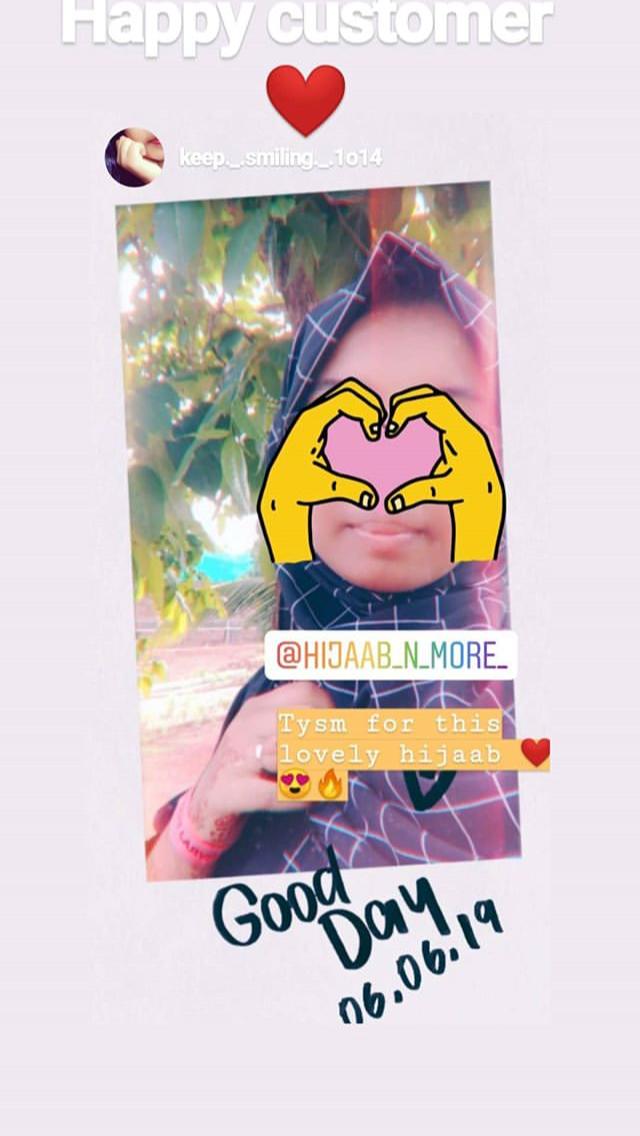 Happy customer
keep._.smiling._.1o14
@HIJAAB_N_MORE_
Tysm for this
lovely hijaab ❤️
😍🔥
Good
Day
06.06.19